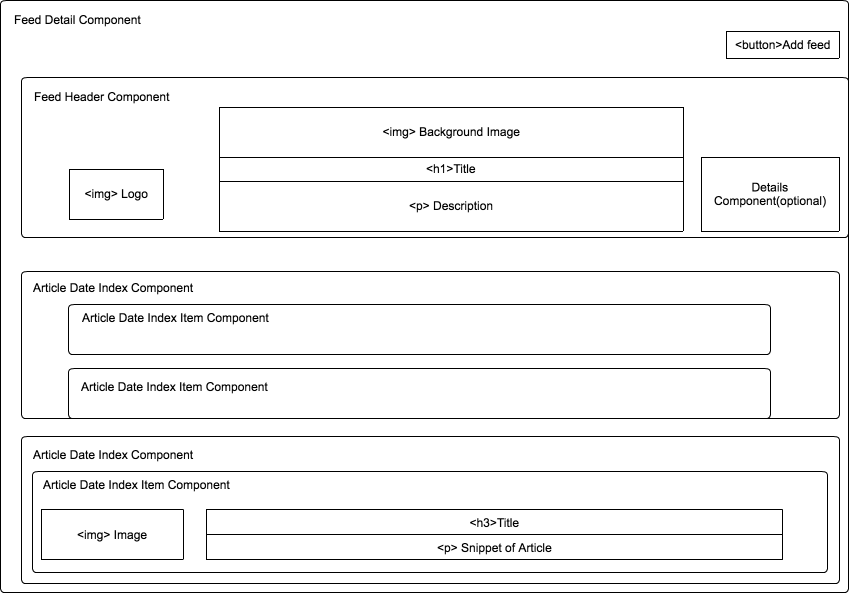 Feed Detail Component
<button>Add feed
Feed Header Component
<img> Background Image
<h1>Title
<img> Logo
<p> Description
Details
Component(optional)
Article Date Index Component
Article Date Index Item Component
Article Date Index Item Component
Article Date Index Component
Article Date Index Item Component
<img> Image
<h3>Title
<p> Snippet of Article